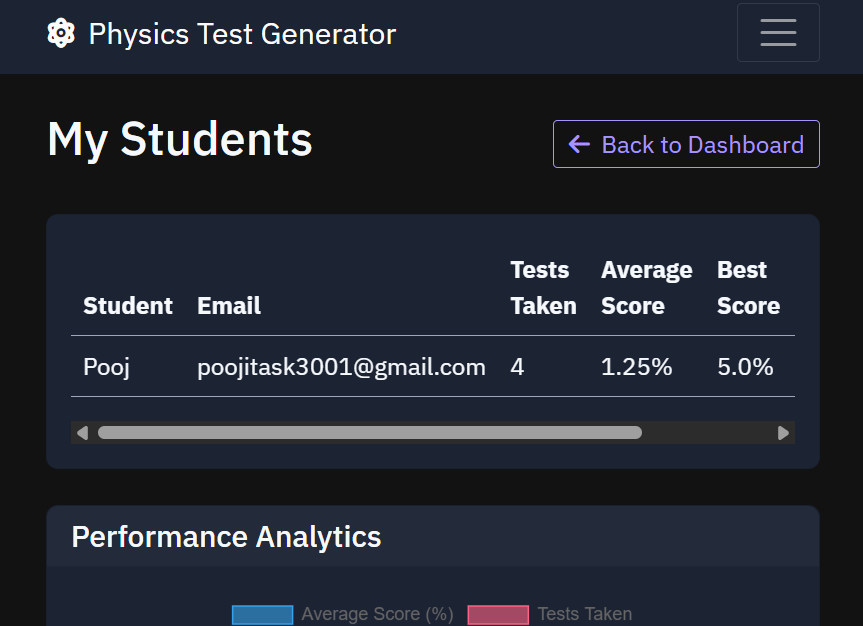 Physics Test Generator
My Students
Back to Dashboard
Student Email Tests Taken Average Score Best Score
Pooj poojitask3001@gmail.com 4 1.25% 5.0%
Performance Analytics
Average Score (%) Tests Taken